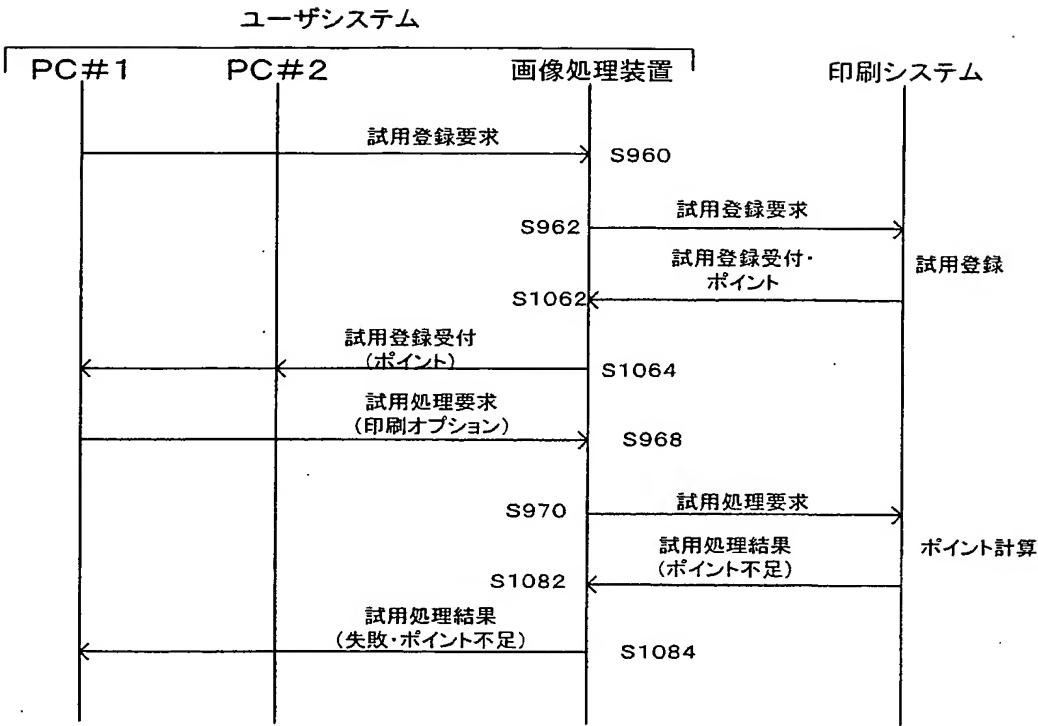 ユーザシステム
PC#1
PC#2
画像処理装置
印刷システム
試用登録要求
S960
試用登録要求
S962
試用登録受付・
ポイント
試用登録
S1062
試用登録受付
(ポイント)
S1064
試用処理要求
(印刷オプション)
S968
試用処理要求
S970
試用処理結果
(ポイント不足)
ポイント計算
S1082
試用処理結果
(失敗・ポイント不足)
S1084